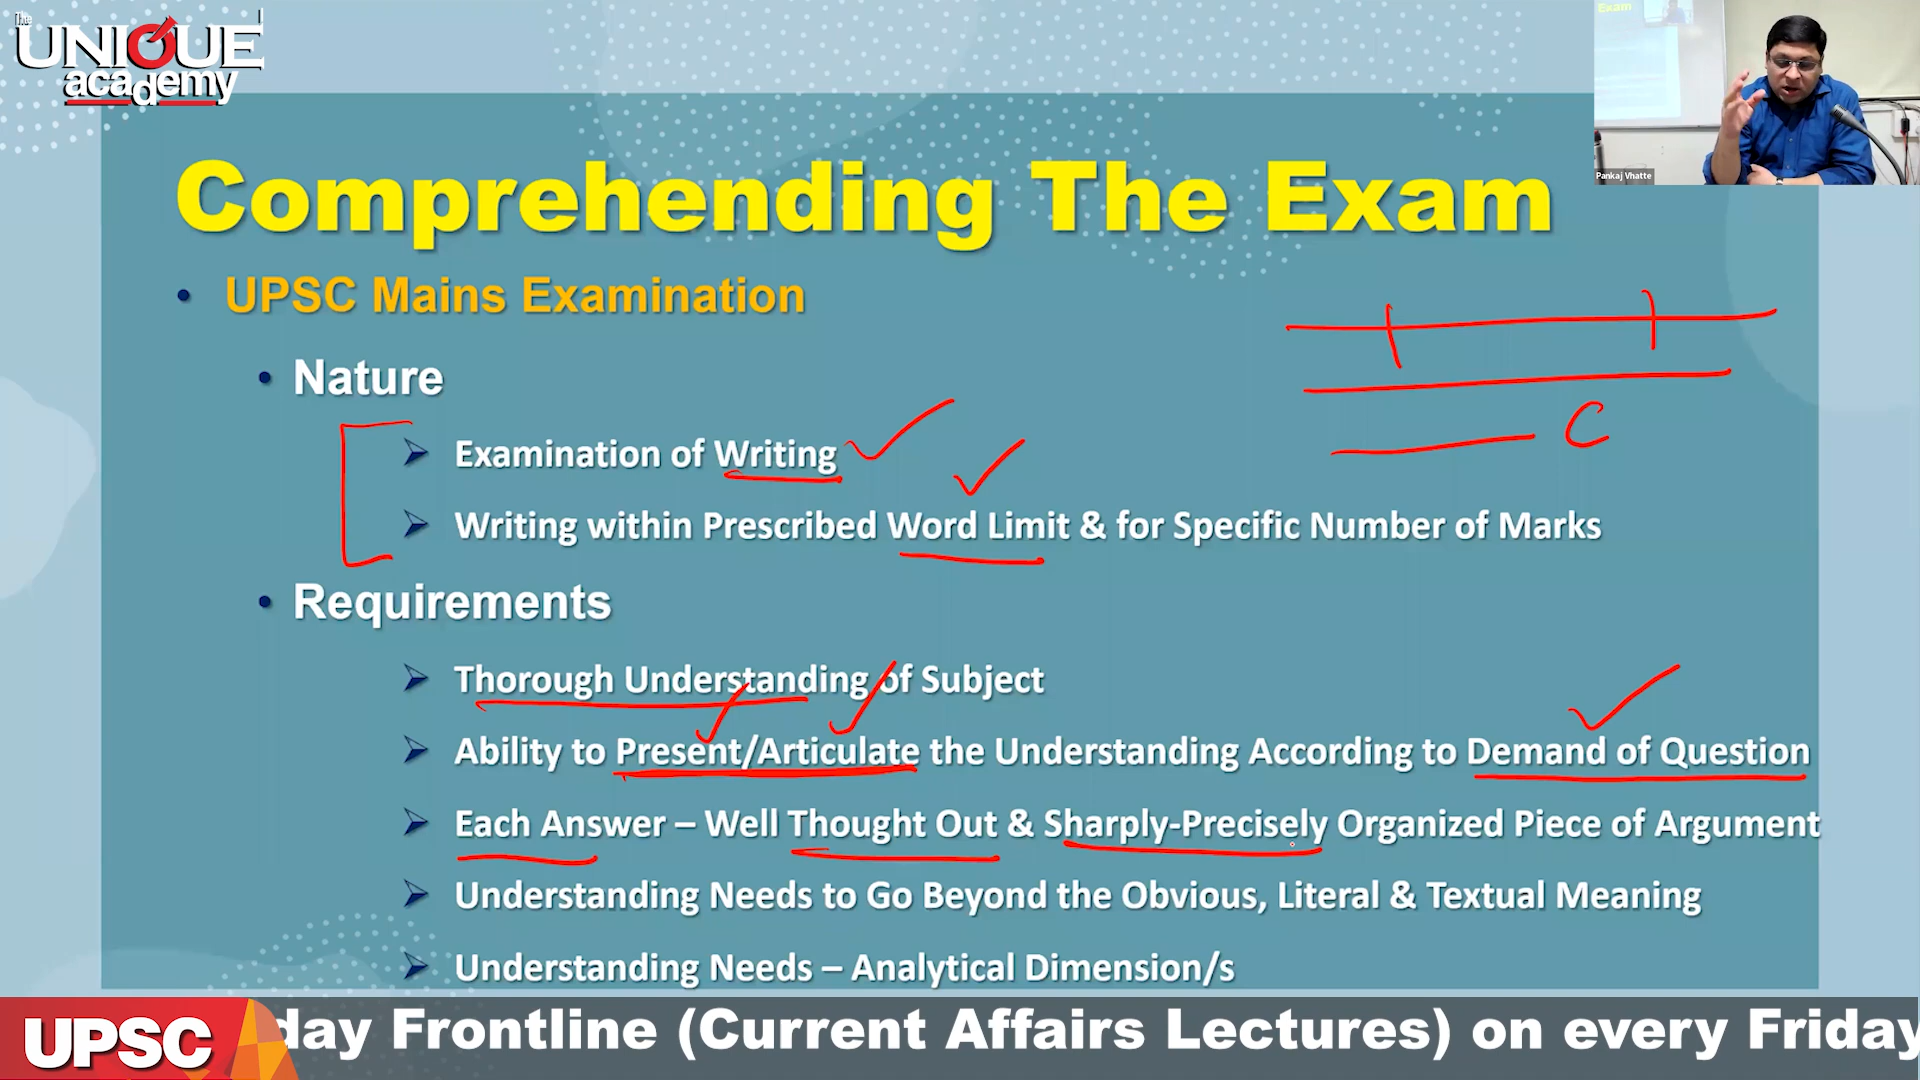 The
UNIQUE
academy
Exam
Pankaj Vhatte
Comprehending The Exam
• UPSC Mains Examination
• Nature
➢ Examination of Writing
➢ Writing within Prescribed Word Limit & for Specific Number of Marks
C
• Requirements
➢ Thorough Understanding of Subject
➢ Ability to Present/Articulate the Understanding According to Demand of Question
➢ Each Answer – Well Thought Out & Sharply-Precisely Organized Piece of Argument
➢ Understanding Needs to Go Beyond the Obvious, Literal & Textual Meaning
➢ Understanding Needs – Analytical Dimension/s
UPSC
day Frontline (Current Affairs Lectures) on every Friday